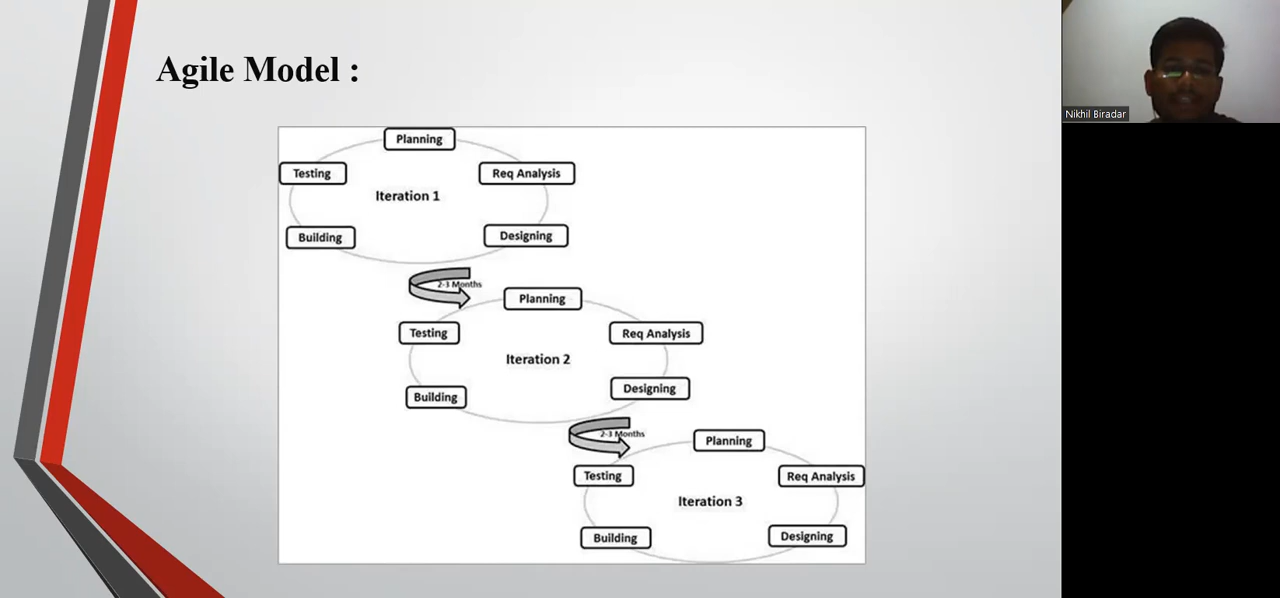 Agile Model :
Nikhil Biradar
Planning
Testing
Req Analysis
Iteration 1
Building
Designing
2-3 Months
Planning
Testing
Req Analysis
Iteration 2
Designing
Building
2-3 Months
Planning
Testing
Req Analysis
Iteration 3
Building
Designing